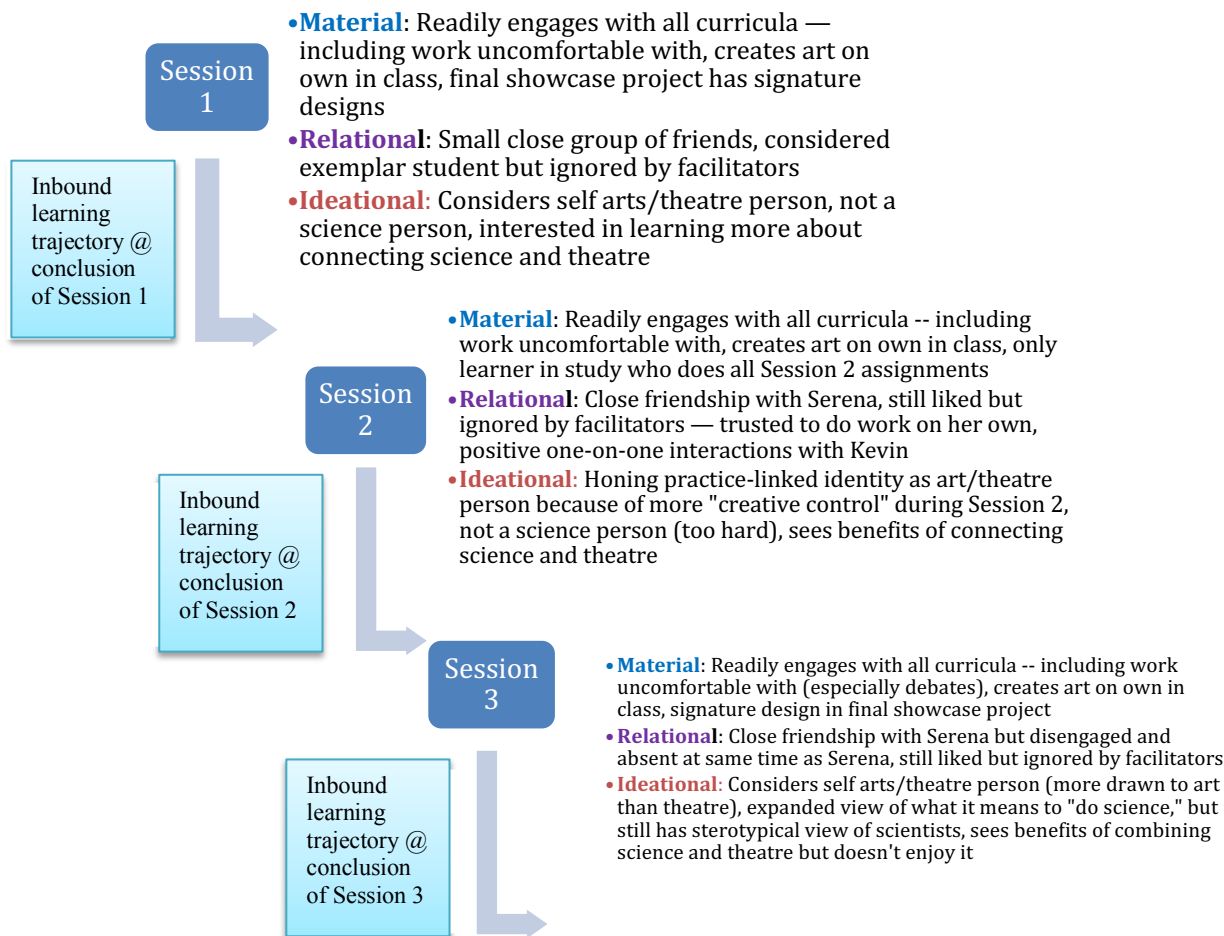 Session
1
•Material: Readily engages with all curricula —
including work uncomfortable with, creates art on
own in class, final showcase project has signature
designs
•Relational: Small close group of friends, considered
exemplar student but ignored by facilitators
•Ideational: Considers self arts/theatre person, not a
science person, interested in learning more about
connecting science and theatre
Inbound
learning
trajectory @
conclusion
of Session 1
Session
2
•Material: Readily engages with all curricula -- including
work uncomfortable with, creates art on own in class, only
learner in study who does all Session 2 assignments
•Relational: Close friendship with Serena, still liked but
ignored by facilitators — trusted to do work on her own,
positive one-on-one interactions with Kevin
•Ideational: Honing practice-linked identity as art/theatre
person because of more "creative control" during Session 2,
not a science person (too hard), sees benefits of connecting
science and theatre
Inbound
learning
trajectory @
conclusion
of Session 2
Session
3
•Material: Readily engages with all curricula -- including work
uncomfortable with (especially debates), creates art on own in
class, signature design in final showcase project
•Relational: Close friendship with Serena but disengaged and
absent at same time as Serena, still liked but ignored by facilitators
•Ideational: Considers self arts/theatre person (more drawn to art
than theatre), expanded view of what it means to "do science," but
still has sterotypical view of scientists, sees benefits of combining
science and theatre but doesn't enjoy it
Inbound
learning
trajectory @
conclusion
of Session 3